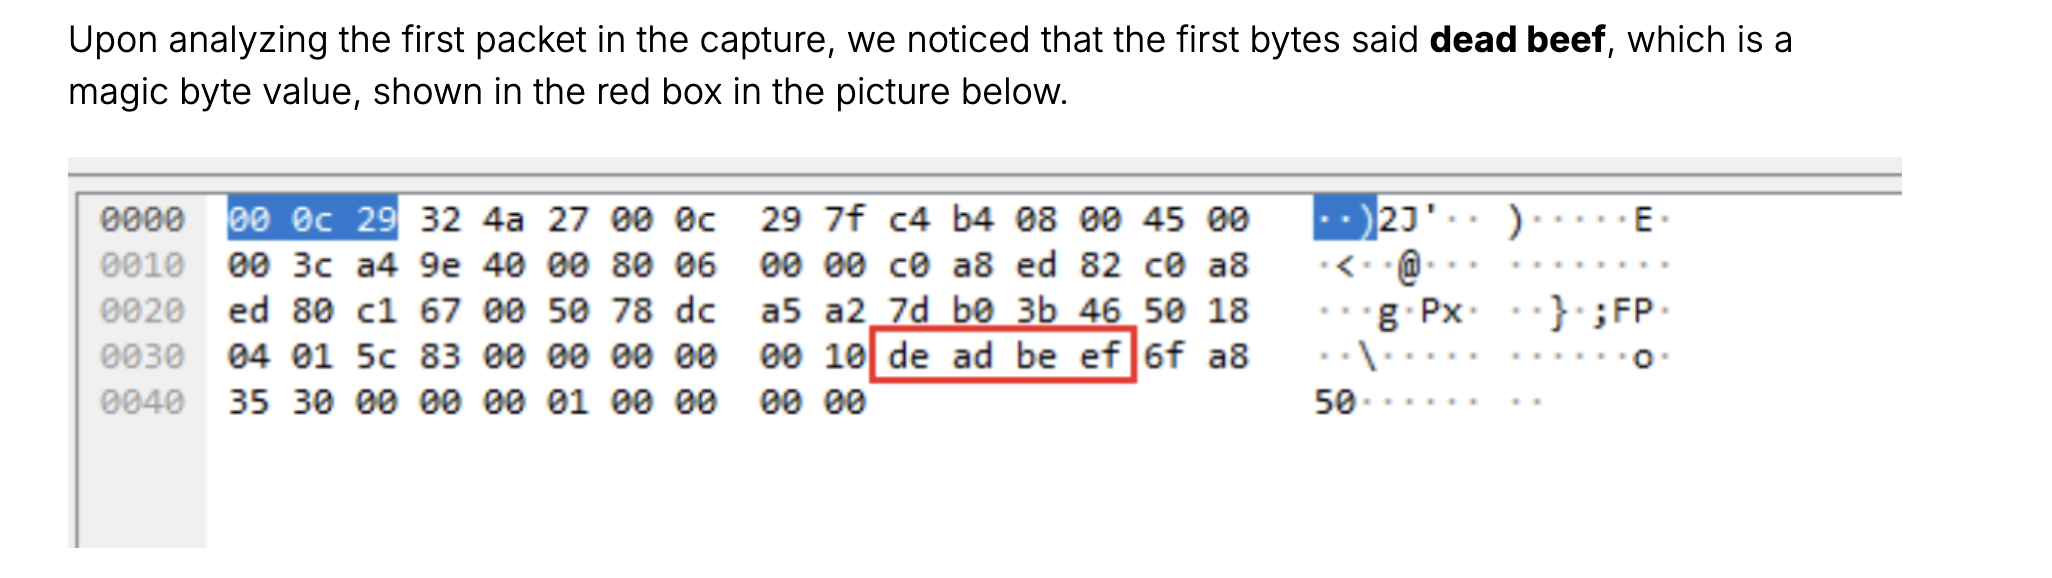 Upon analyzing the first packet in the capture, we noticed that the first bytes said dead beef, which is a
magic byte value, shown in the red box in the picture below.
0000 00 0c 29 32 4a 27 00 0c 29 7f c4 b4 08 00 45 00 ··)2J'·· )·····E·
0010 00 3c a4 9e 40 00 80 06 00 00 c0 a8 ed 82 c0 a8 ·<··@··· ········
0020 ed 80 c1 67 00 50 78 dc a5 a2 7d b0 3b 46 50 18 ···g·Px· ··}·;FP·
0030 04 01 5c 83 00 00 00 00 00 10 de ad be ef 6f a8 ··\····· ······o·
0040 35 30 00 00 00 01 00 00 00 00 50······ ··